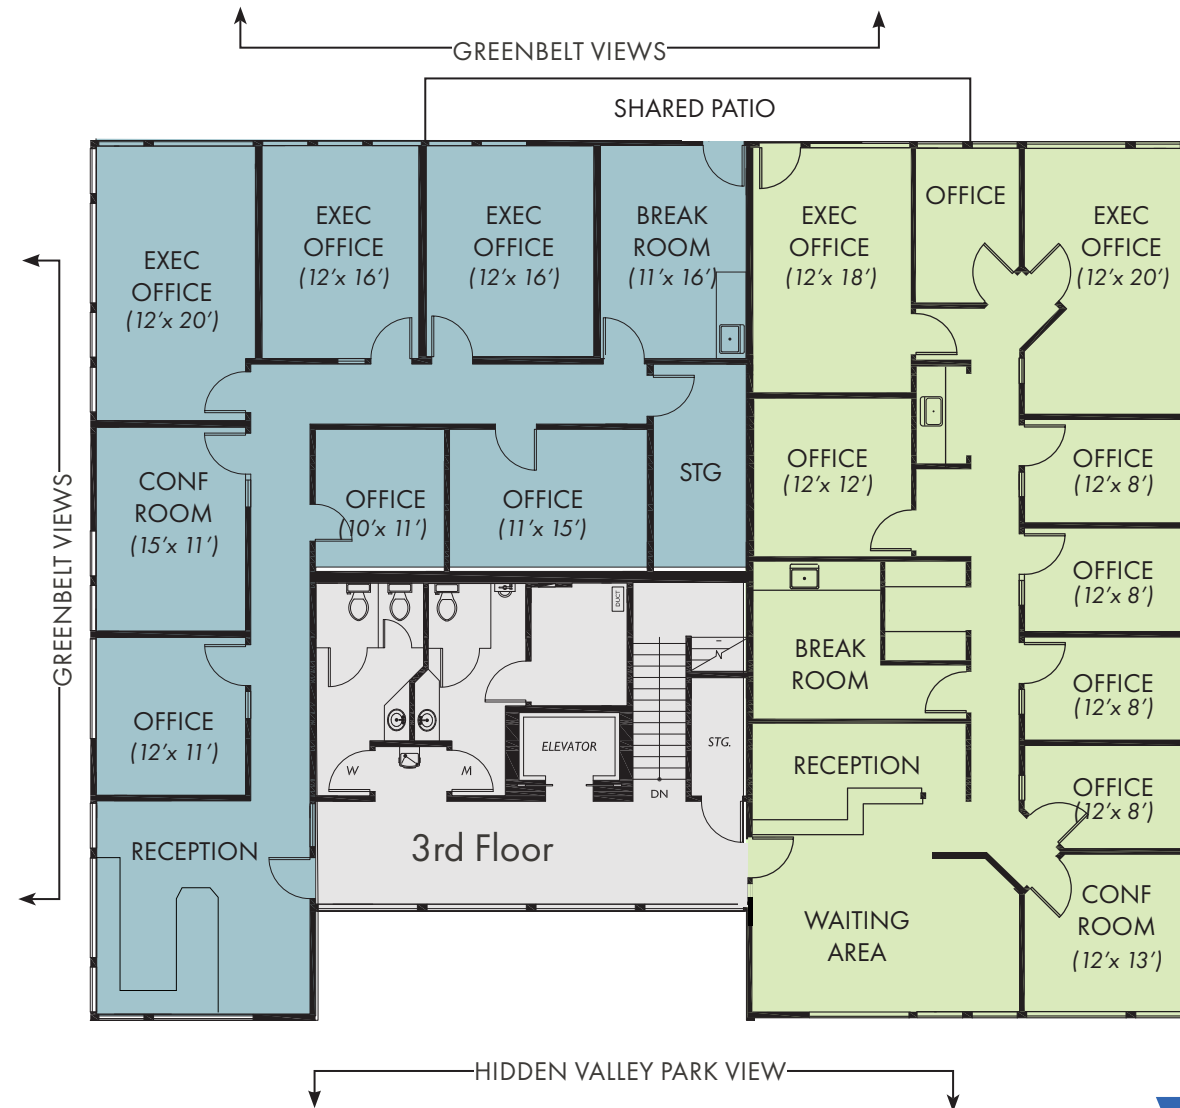 GREENBELT VIEWS
SHARED PATIO
EXEC
OFFICE
(12'x 20')
EXEC
OFFICE
(12'x 16')
EXEC
OFFICE
(12'x 16')
BREAK
ROOM
(11'x 16')
EXEC
OFFICE
(12'x 18')
OFFICE
EXEC
OFFICE
(12'x 20')
GREENBELT VIEWS
CONF
ROOM
(15'x 11')
OFFICE
(10'x 11')
OFFICE
(11'x 15')
STG
OFFICE
(12'x 12')
OFFICE
(12'x 8')
OFFICE
(12'x 8')
DUCT
BREAK
ROOM
OFFICE
(12'x 8')
OFFICE
(12'x 11')
W
M
ELEVATOR
DN
STG.
RECEPTION
OFFICE
(12'x 8')
RECEPTION
3rd Floor
WAITING
AREA
CONF
ROOM
(12'x 13')
HIDDEN VALLEY PARK VIEW